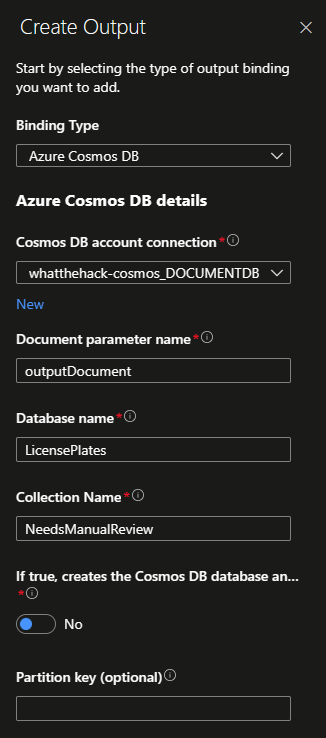 Create Output
Start by selecting the type of output binding
you want to add.
Binding Type
Azure Cosmos DB
Azure Cosmos DB details
Cosmos DB account connection*
whatthehack-cosmos_DOCUMENTDB
New
Document parameter name*
outputDocument
Database name*
LicensePlates
Collection Name*
NeedsManualReview
If true, creates the Cosmos DB database an...
*
No
Partition key (optional)